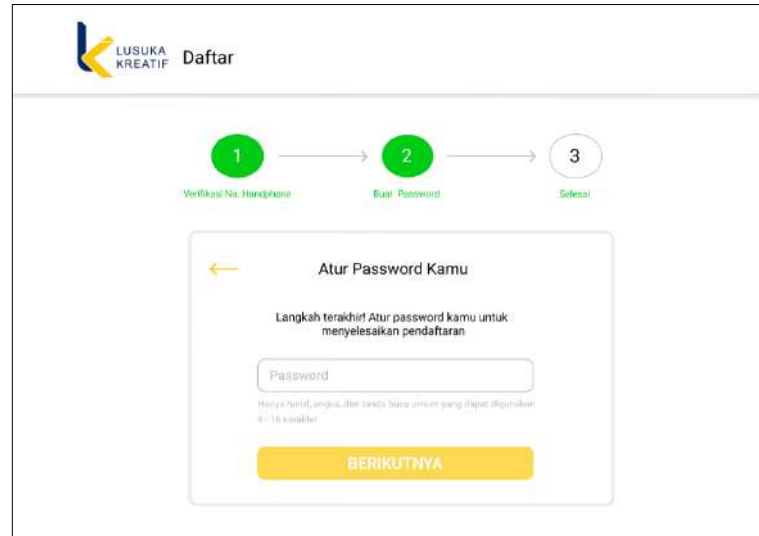 LUSUKA
KREATIF
Daftar
1
2
3
Verifikasi No. Handphone
Buat Password
Selesai
Atur Password Kamu
Langkah terakhir! Atur password kamu untuk
menyelesaikan pendaftaran
Password
Hanya huruf, angka, dan tanda baca umum yang dapat digunakan
8 - 16 karakter
BERIKUTNYA